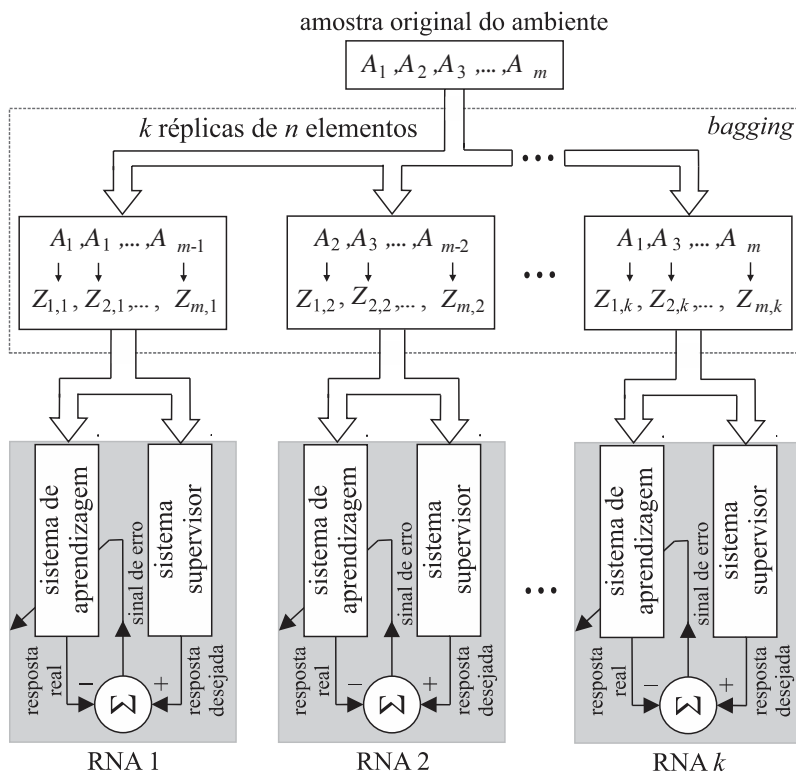 amostra original do ambiente
A₁ ,A₂ , A₃ ,... ,A ₘ
k réplicas de n elementos
bagging
•••
A₁ ,A₁ ,... ,A ₘ₋₁
Z₁,₁ , Z₂,₁ ,... , Zₘ,₁
A₂ ,A₃ ,... ,A ₘ₋₂
Z₁,₂ , Z₂,₂ ,... , Zₘ,₂
•••
A₁ ,A₃ ,... ,A ₘ
Z₁,ₖ , Z₂,ₖ ,... , Zₘ,ₖ
sistema de
aprendizagem
sinal de erro
sistema
supervisor
resposta
real
−
Σ
+
resposta
desejada
RNA 1
sistema de
aprendizagem
sinal de erro
sistema
supervisor
resposta
real
−
Σ
+
resposta
desejada
RNA 2
•••
sistema de
aprendizagem
sinal de erro
sistema
supervisor
resposta
real
−
Σ
+
resposta
desejada
RNA k